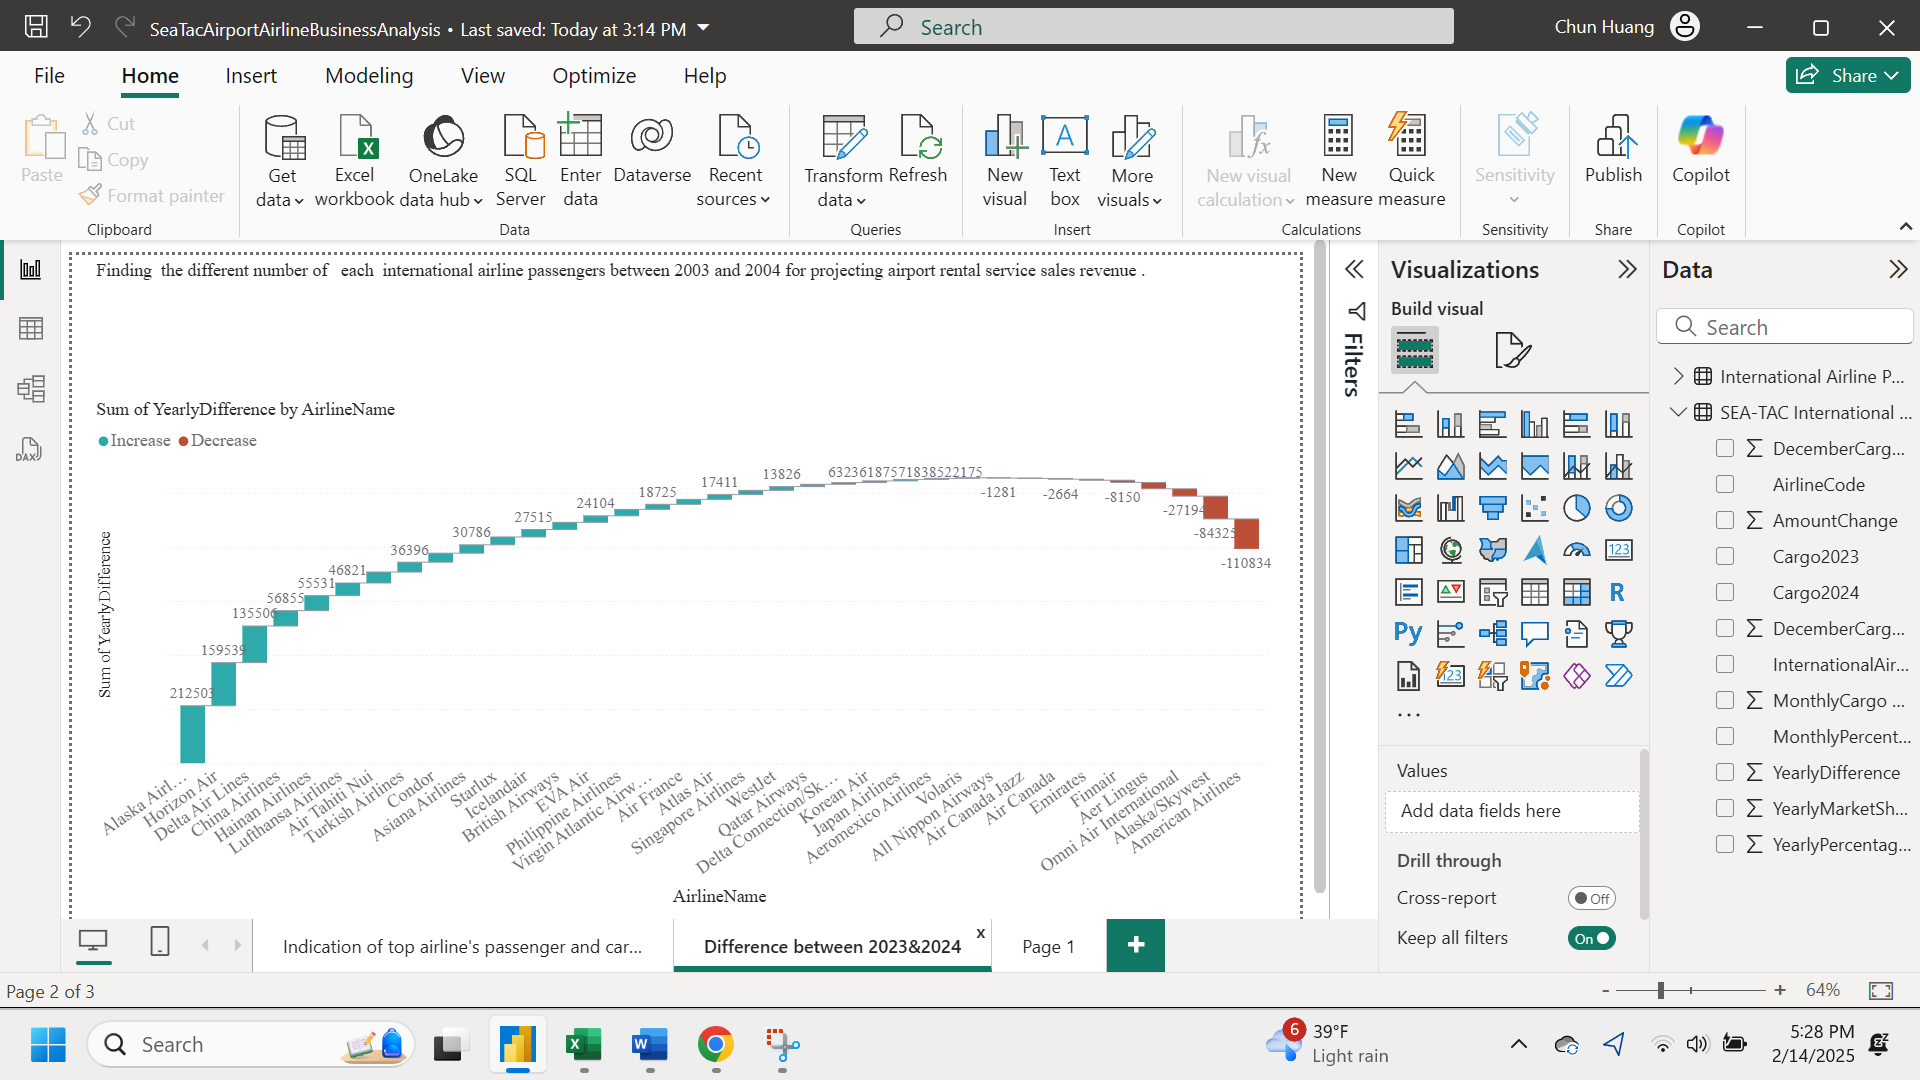 SeaTacAirportAirlineBusinessAnalysis • Last saved: Today at 3:14 PM
Search
Chun Huang
File Home Insert Modeling View Optimize Help
Share
Paste
Cut
Copy
Format painter
Clipboard
Get data
Excel workbook
OneLake data hub
SQL Server
Enter data
Dataverse
Recent sources
Data
Transform data
Refresh
Queries
New visual
Text box
More visuals
Insert
New visual calculation
New measure
Quick measure
Calculations
Sensitivity
Sensitivity
Publish
Share
Copilot
Copilot
Finding the different number of each international airline passengers between 2003 and 2004 for projecting airport rental service sales revenue .
Sum of YearlyDifference by AirlineName
Increase Decrease
Sum of YearlyDifference
212503
159539
135506
56855
55531
46821
36396
30786
27515
24104
18725
17411
13826
6323618757183852 2175
-1281
-2664
-8150
-27194
-84325
-110834
Alaska Airl...
Horizon Air
Delta Air Lines
China Airlines
Hainan Airlines
Lufthansa Airlines
Air Tahiti Nui
Turkish Airlines
Condor
Asiana Airlines
Starlux
Icelandair
British Airways
EVA Air
Philippine Airlines
Virgin Atlantic Airw...
Air France
Atlas Air
Singapore Airlines
WestJet
Qatar Airways
Delta Connection/Sk...
Korean Air
Japan Airlines
Aeromexico Airlines
Volaris
All Nippon Airways
Air Canada Jazz
Air Canada
Emirates
Finnair
Aer Lingus
Omni Air International
Alaska/Skywest
American Airlines
AirlineName
Filters
Visualizations
Build visual
123
R
Py
123
...
Values
Add data fields here
Drill through
Cross-report
Off
Keep all filters
On
Data
Search
International Airline P...
SEA-TAC International ...
DecemberCarg...
AirlineCode
AmountChange
Cargo2023
Cargo2024
DecemberCarg...
InternationalAir...
MonthlyCargo ...
MonthlyPercent...
YearlyDifference
YearlyMarketSh...
YearlyPercentag...
DAX
Indication of top airline's passenger and car...
Difference between 2023&2024
x
Page 1
+
Page 2 of 3
- + 64%
Search
6
39°F
Light rain
5:28 PM
2/14/2025